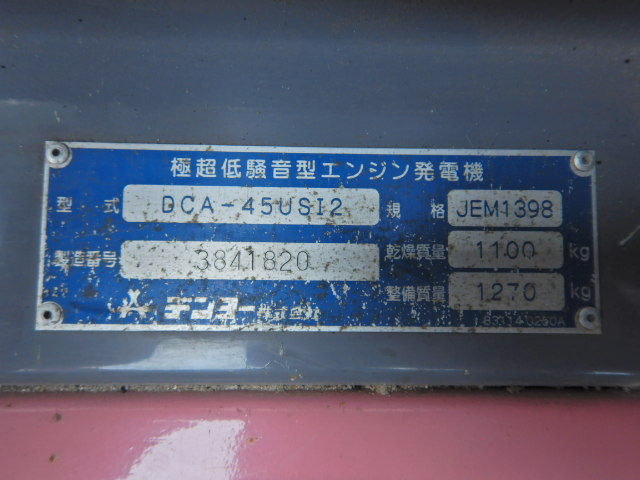 極超低騒音型エンジン発電機
型式 DCA-45USI2 規格 JEM1398
製造番号 3841820 乾燥質量 1100 kg
整備質量 1270 kg
デンヨー株式会社